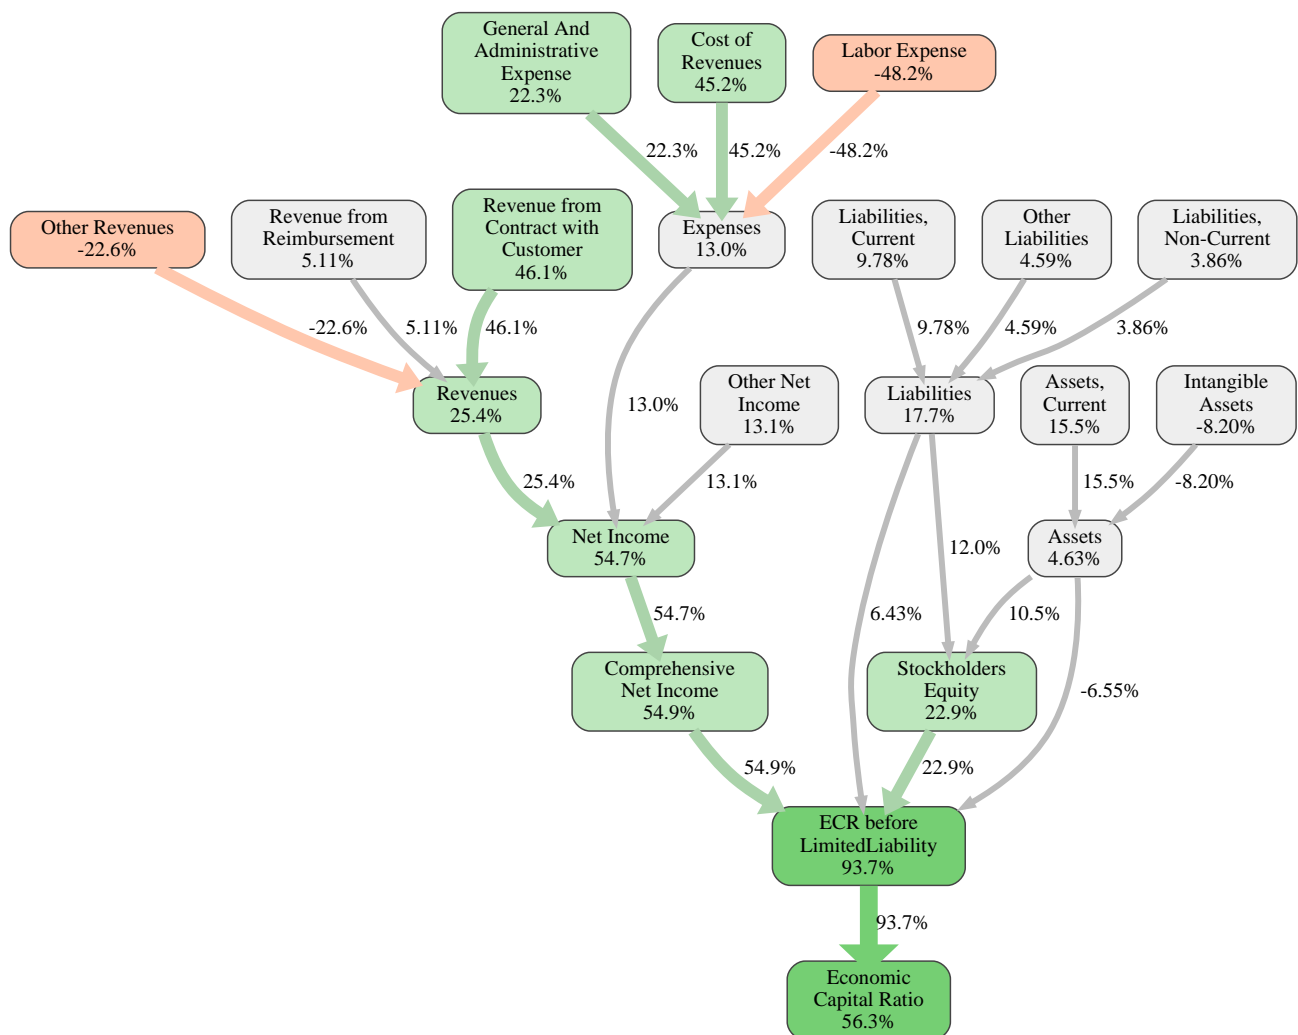 General And
Administrative
Expense
22.3%
Cost of
Revenues
45.2%
Labor Expense
-48.2%
22.3%
45.2%
-48.2%
Other Revenues
-22.6%
Revenue from
Reimbursement
5.11%
Revenue from
Contract with
Customer
46.1%
Expenses
13.0%
Liabilities,
Current
9.78%
Other
Liabilities
4.59%
Liabilities,
Non-Current
3.86%
-22.6%
5.11%
46.1%
9.78%
4.59%
3.86%
Revenues
25.4%
13.0%
Other Net
Income
13.1%
Liabilities
17.7%
Assets,
Current
15.5%
Intangible
Assets
-8.20%
25.4%
13.1%
15.5%
-8.20%
Net Income
54.7%
12.0%
Assets
4.63%
54.7%
6.43%
10.5%
Comprehensive
Net Income
54.9%
Stockholders
Equity
22.9%
-6.55%
54.9%
22.9%
ECR before
LimitedLiability
93.7%
93.7%
Economic
Capital Ratio
56.3%